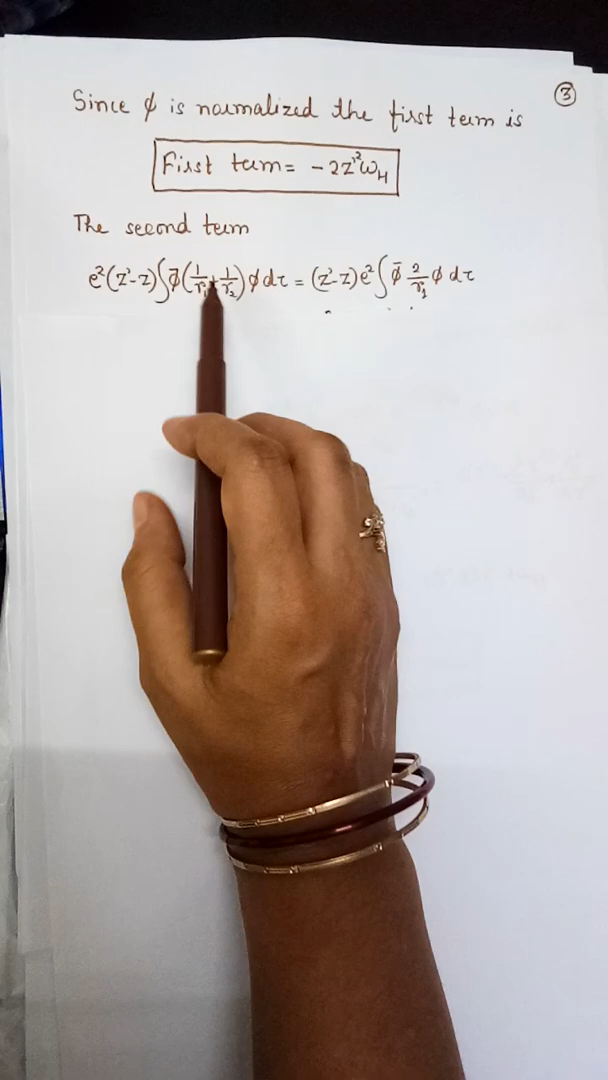 ③
Since ϕ is normalized the first term is
First term = - 2Z'²W_H
The second term
e²(Z'-Z)∫ϕ̄(1/r₁+1/r₂)ϕdτ = (Z'-Z)e²∫ϕ̄ 2/r₁ ϕ dτ